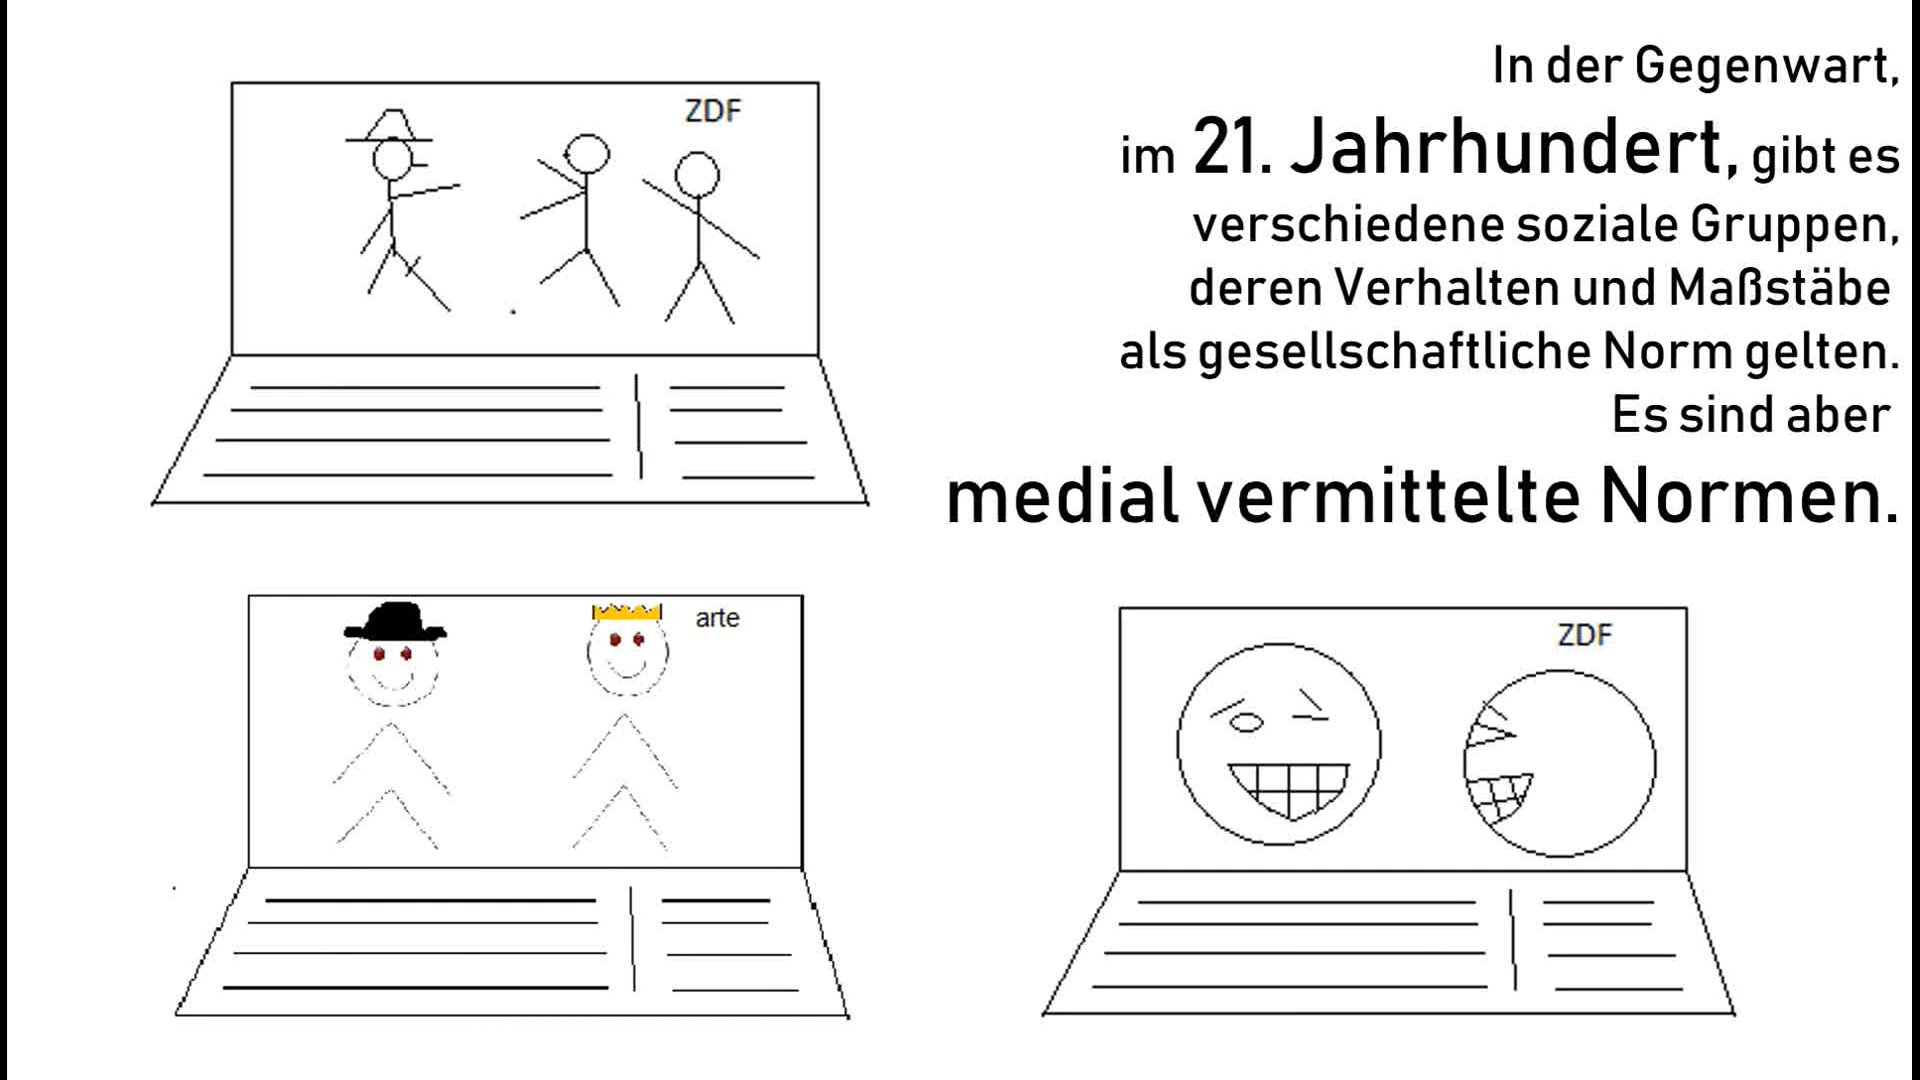 In der Gegenwart,
im 21. Jahrhundert, gibt es
verschiedene soziale Gruppen,
deren Verhalten und Maßstäbe
als gesellschaftliche Norm gelten.
Es sind aber
medial vermittelte Normen.
ZDF
arte
ZDF